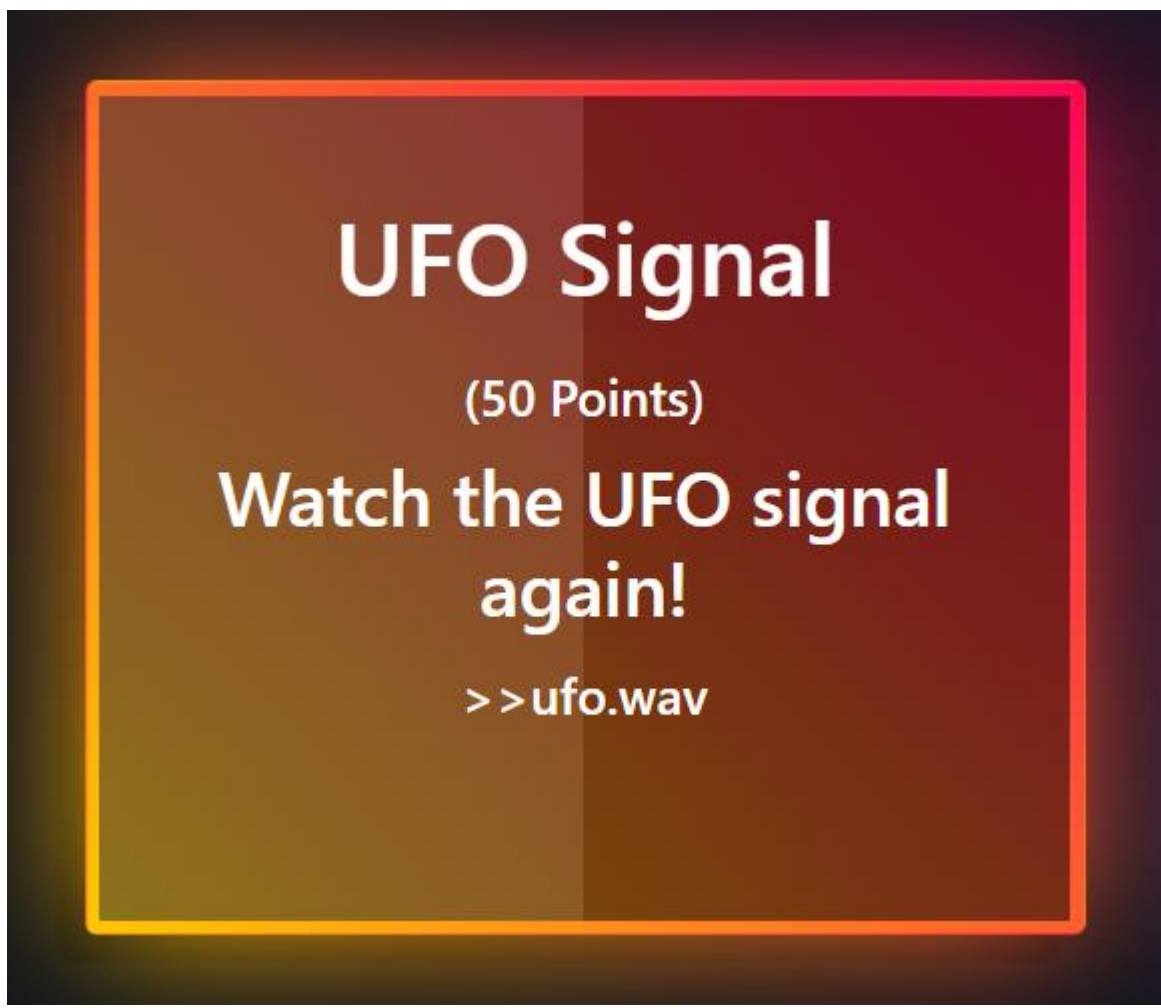 UFO Signal
(50 Points)
Watch the UFO signal
again!
>>ufo.wav